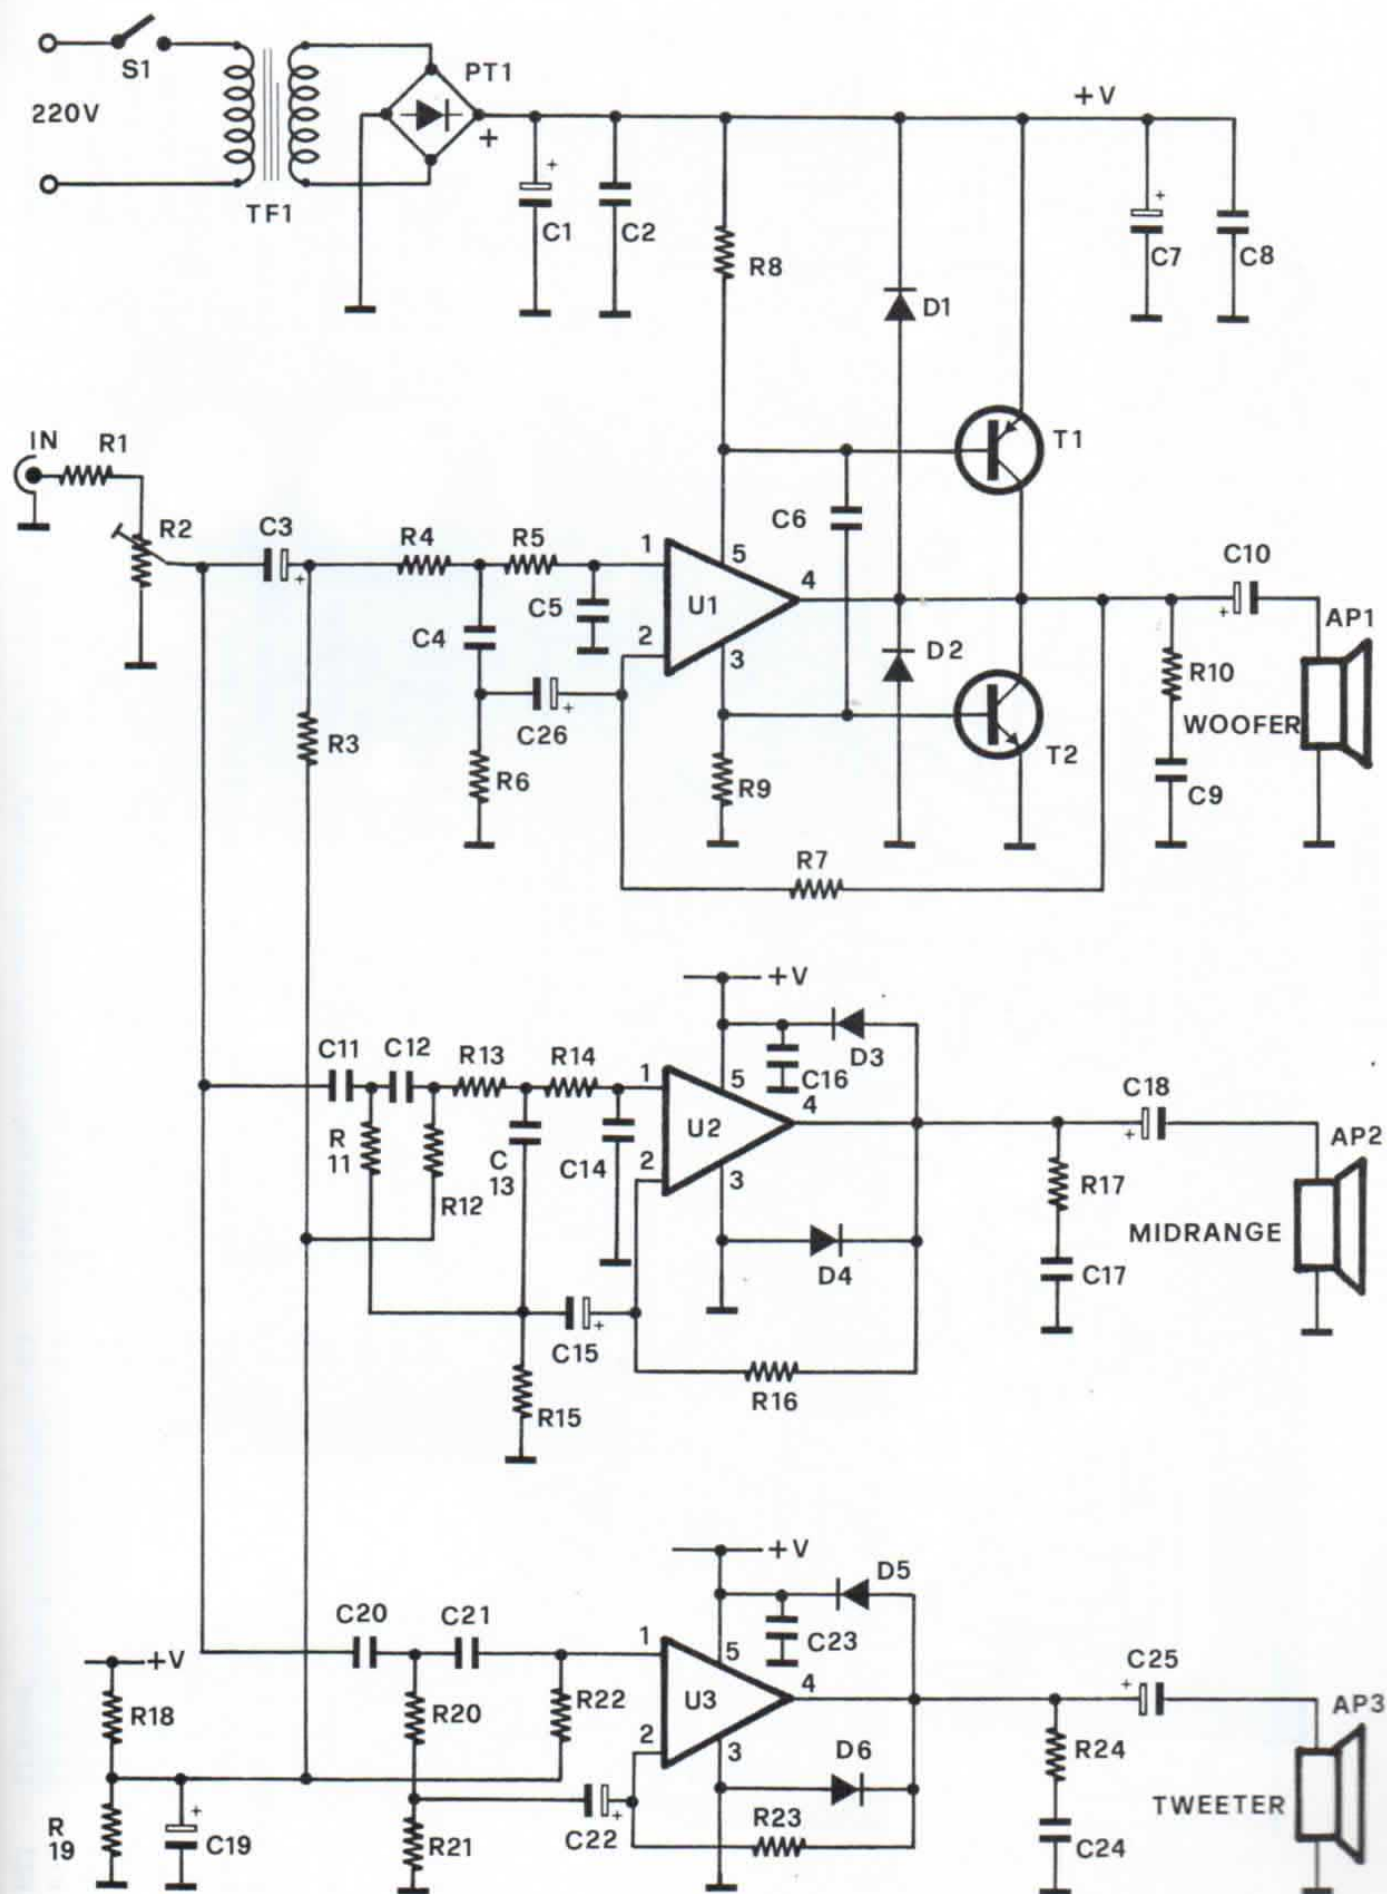 S1
PT1
220V
+
+V
TF1
+
C1
C2
R8
D1
+
C7
C8
IN
R1
T1
R2
C3
+
R4
R5
C6
1
5
4
U1
C10
+
C4
C5
2
3
D2
AP1
R3
C26
+
R10
WOOFER
R6
R9
T2
C9
R7
+V
C11
C12
R13
R14
1
5
C16
D3
4
C18
+
R
11
R12
C
13
C14
2
U2
3
AP2
R17
MIDRANGE
D4
C17
C15
+
R15
R16
+V
D5
C20
C21
1
5
C23
4
C25
+
+V
R18
R20
R22
U3
2
3
AP3
R24
D6
TWEETER
R
19
+
C19
R21
C22
+
R23
C24